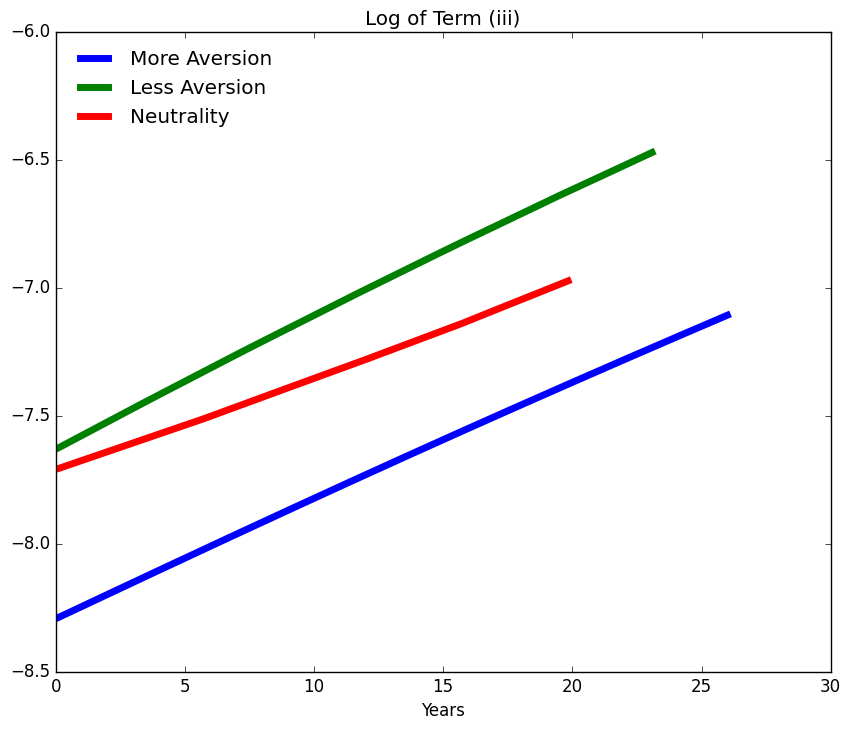 Log of Term (iii)
−6.0
More Aversion
Less Aversion
Neutrality
−6.5
−7.0
−7.5
−8.0
−8.5
0 5 10 15 20 25 30
Years